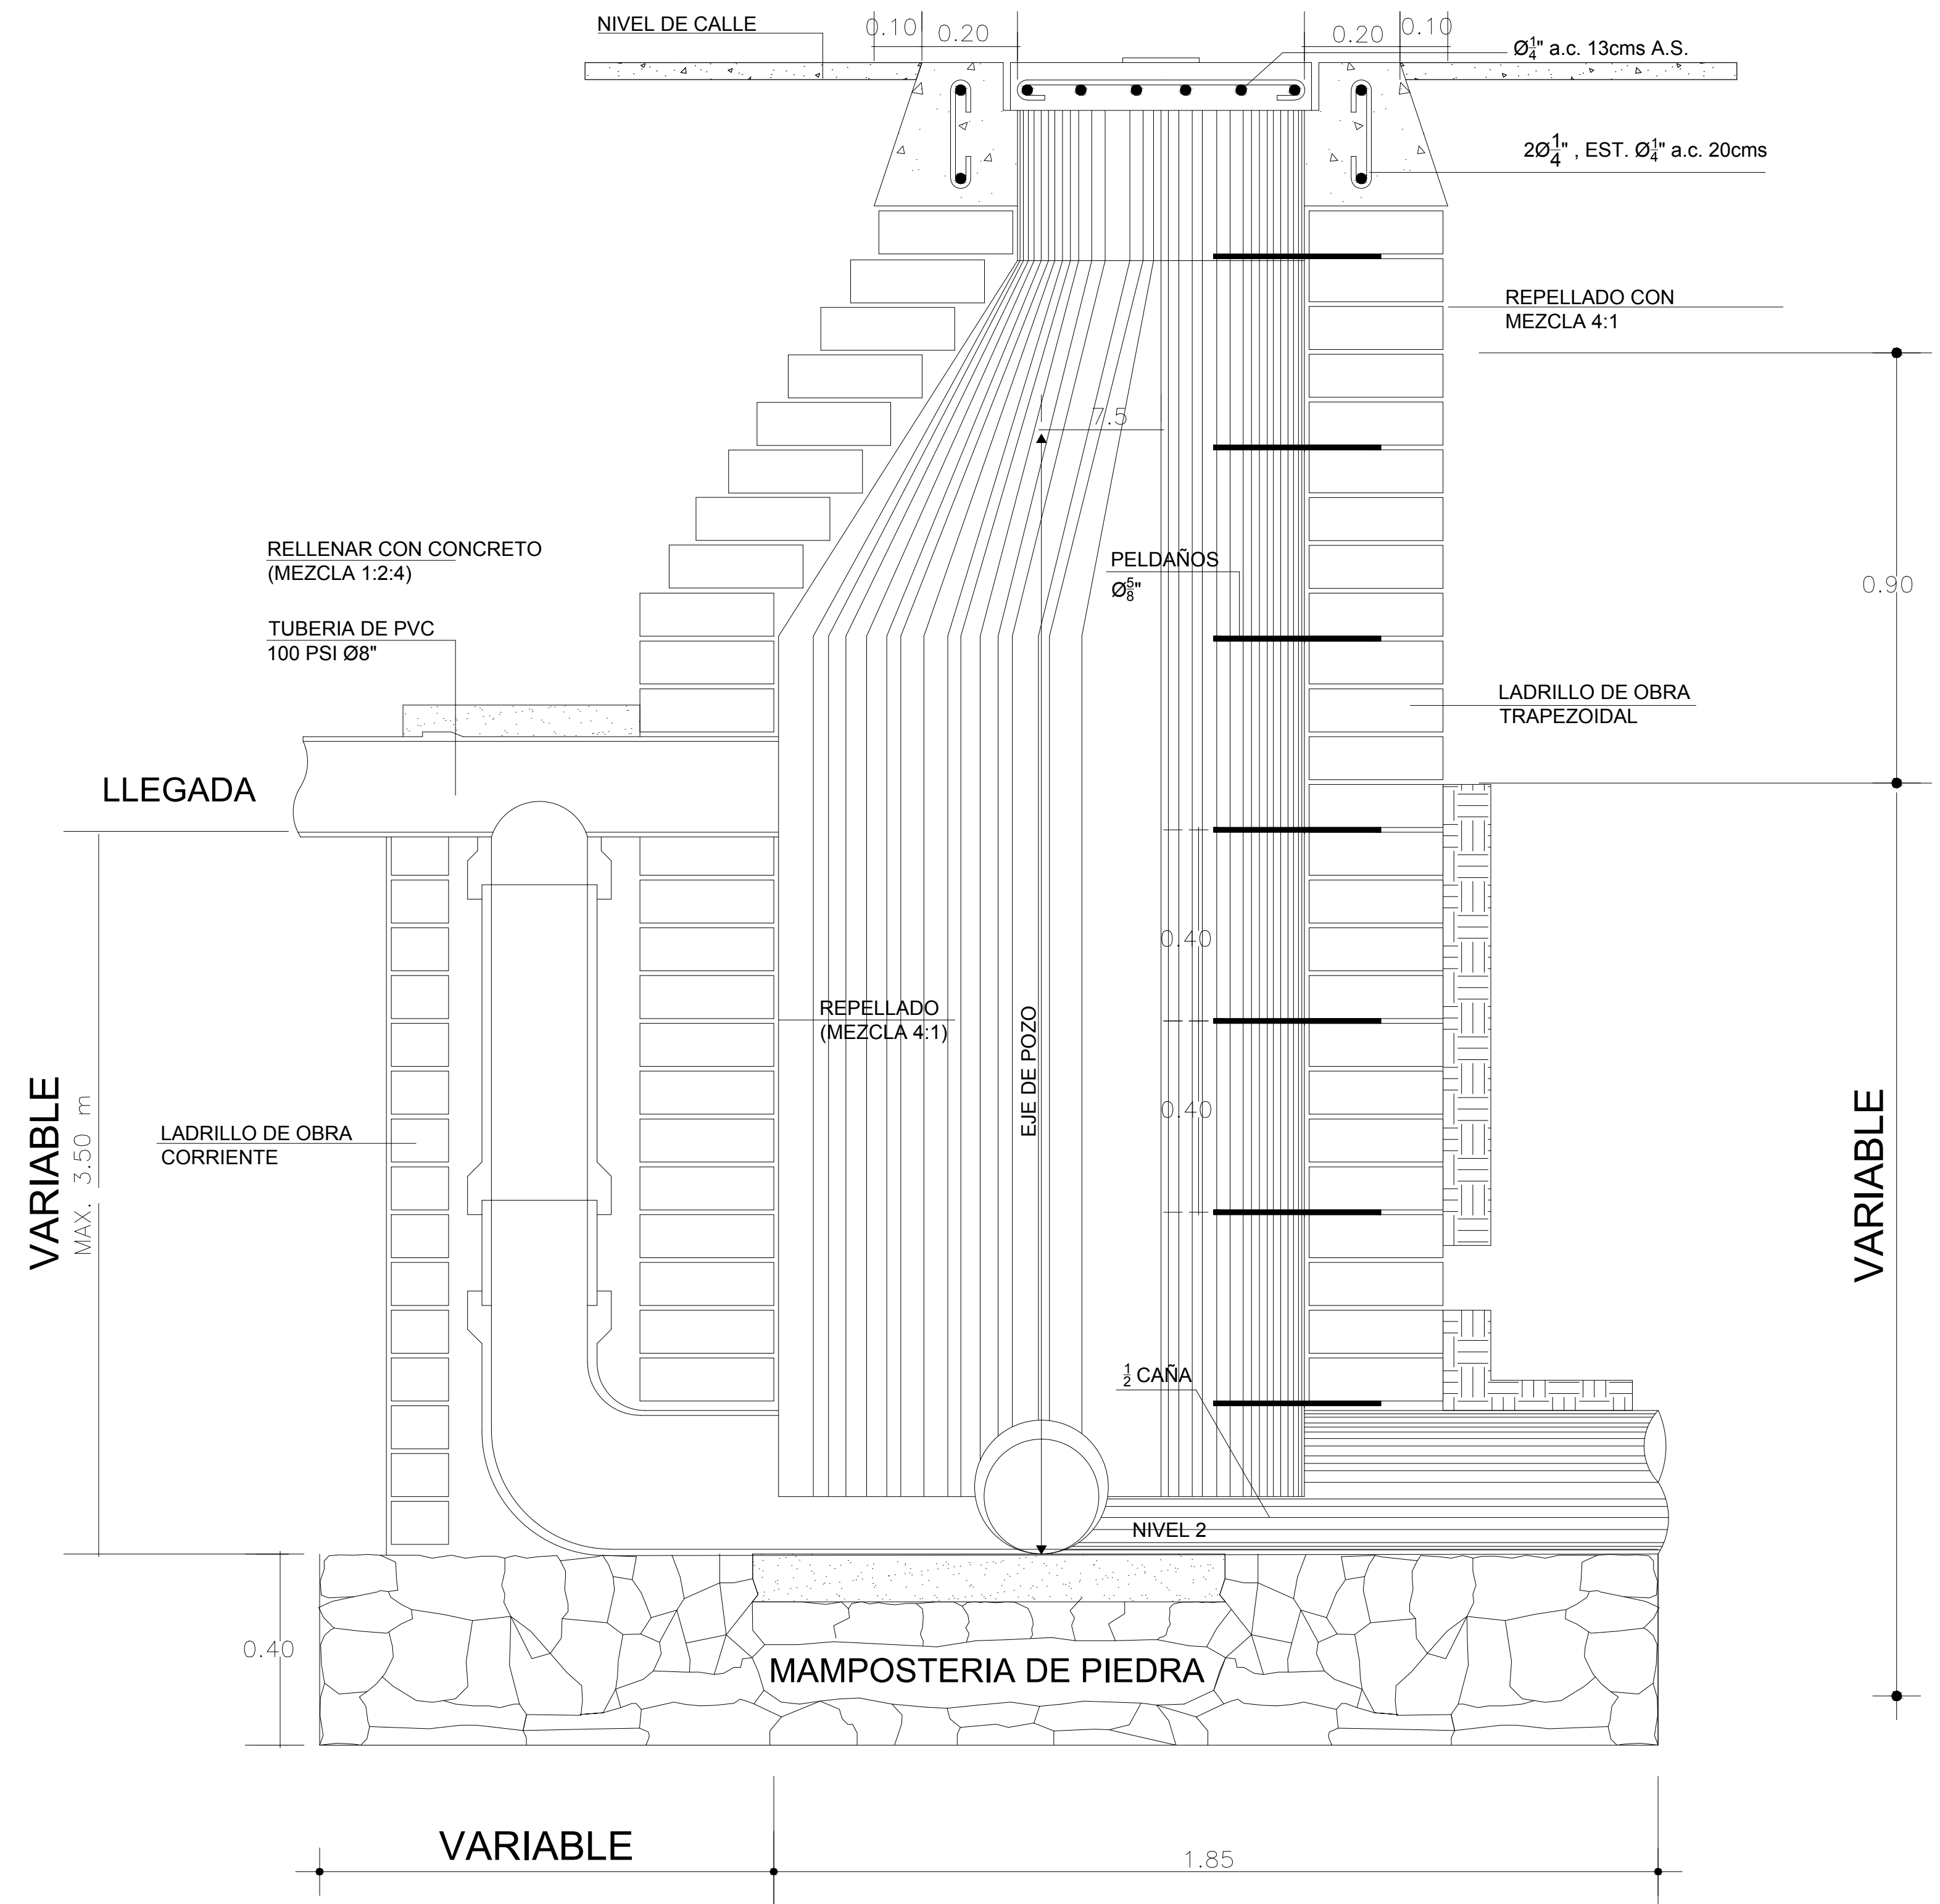 NIVEL DE CALLE
0.10
0.20
0.20
0.10
Ø1/4" a.c. 13cms A.S.
2Ø1/4" , EST. Ø1/4" a.c. 20cms
REPELLADO CON
MEZCLA 4:1
7.5
RELLENAR CON CONCRETO
(MEZCLA 1:2:4)
PELDAÑOS
Ø5/8"
0.90
TUBERIA DE PVC
100 PSI Ø8"
LADRILLO DE OBRA
TRAPEZOIDAL
LLEGADA
0.40
REPELLADO
(MEZCLA 4:1)
EJE DE POZO
0.40
VARIABLE
MAX. 3.50 m
LADRILLO DE OBRA
CORRIENTE
VARIABLE
1/2 CAÑA
NIVEL 2
0.40
MAMPOSTERIA DE PIEDRA
VARIABLE
1.85